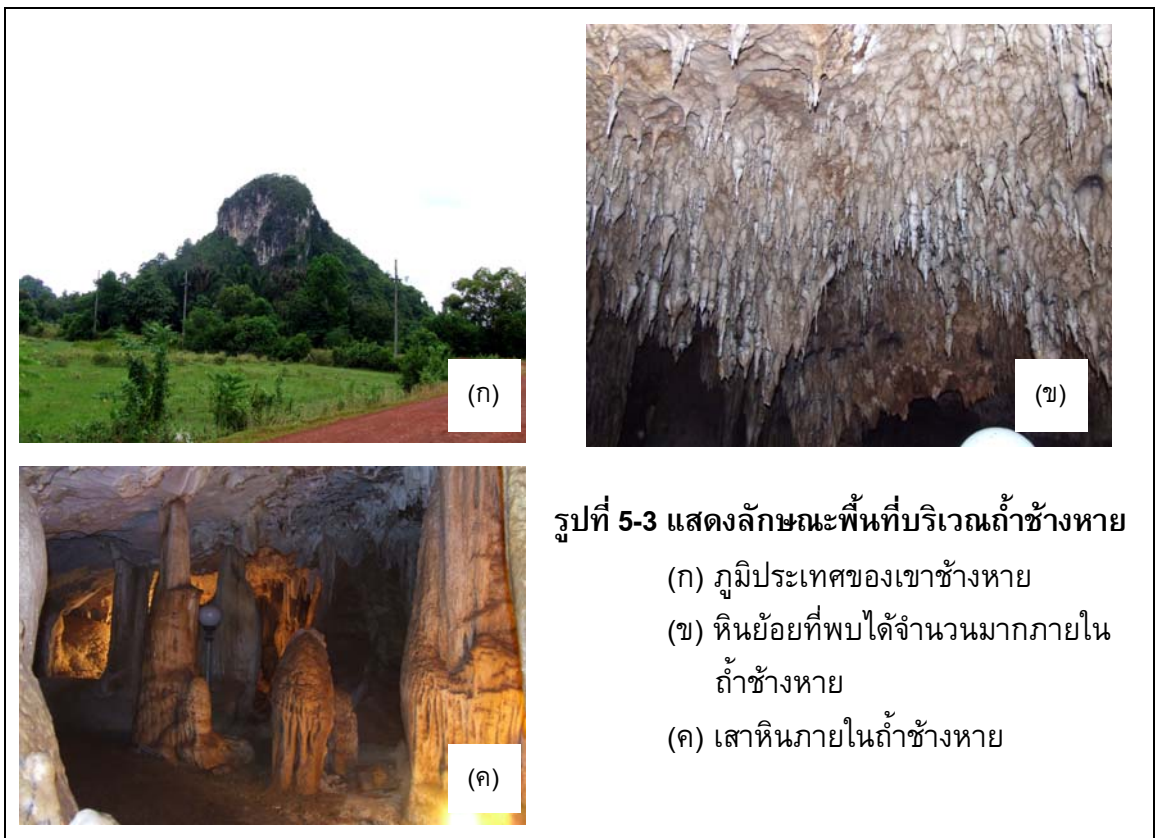 (ก)
(ข)
(ค)
รูปที่ 5-3 แสดงลักษณะพื้นที่บริเวณถ้ำช้างหาย
(ก) ภูมิประเทศของเขาช้างหาย
(ข) หินย้อยที่พบได้จำนวนมากภายใน
ถ้ำช้างหาย
(ค) เสาหินภายในถ้ำช้างหาย